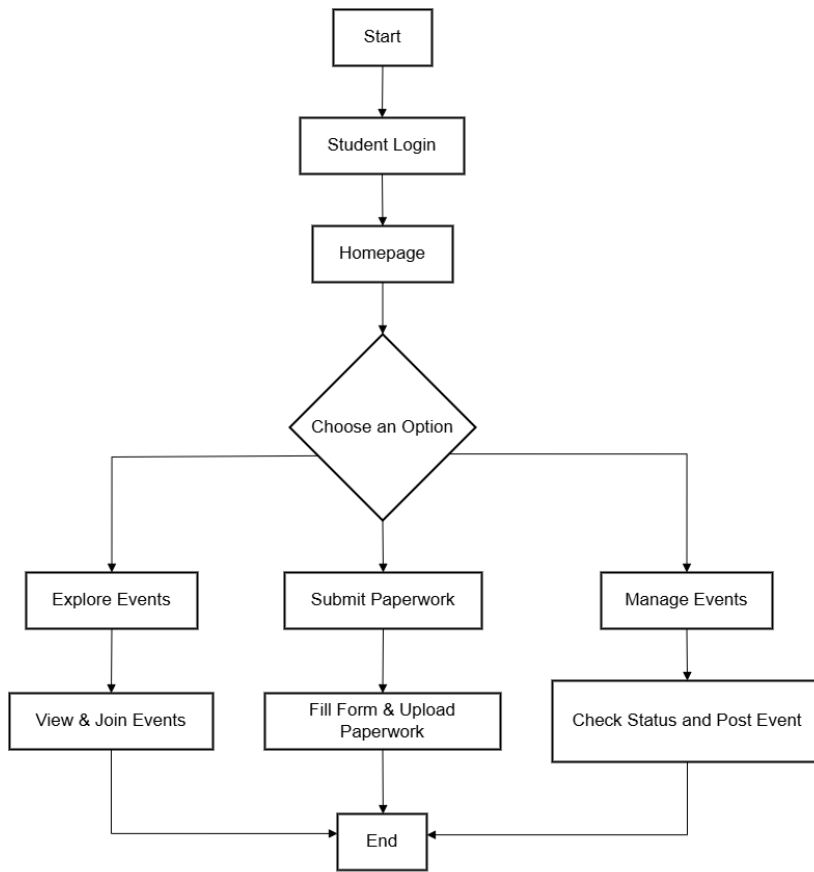 Start
Student Login
Homepage
Choose an Option
Explore Events
Submit Paperwork
Manage Events
View & Join Events
Fill Form & Upload
Paperwork
Check Status and Post Event
End